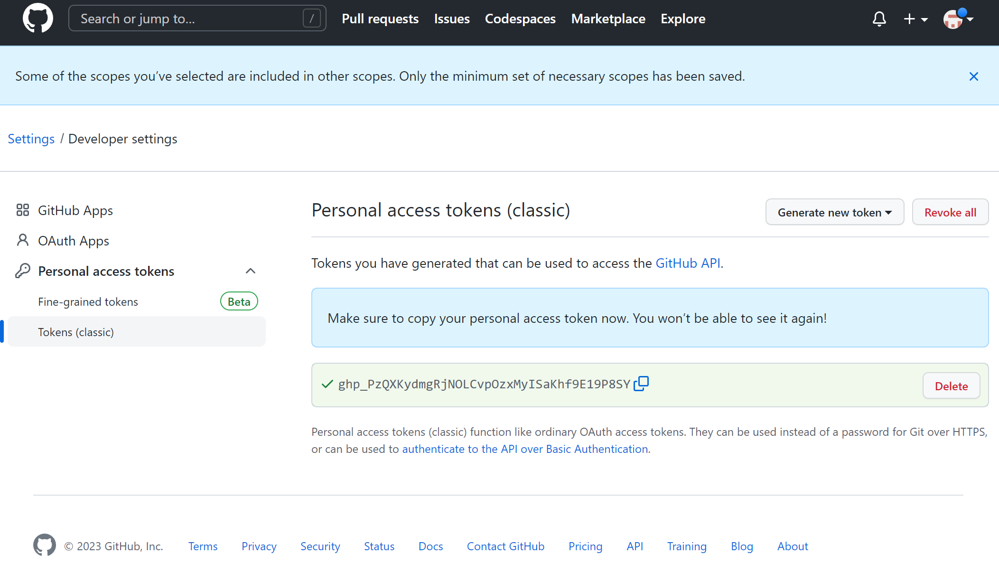 Search or jump to...
/
Pull requests
Issues
Codespaces
Marketplace
Explore
Some of the scopes you’ve selected are included in other scopes. Only the minimum set of necessary scopes has been saved.
Settings / Developer settings
GitHub Apps
OAuth Apps
Personal access tokens
Fine-grained tokens
Beta
Tokens (classic)
Personal access tokens (classic)
Generate new token
Revoke all
Tokens you have generated that can be used to access the GitHub API.
Make sure to copy your personal access token now. You won’t be able to see it again!
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
Delete
Personal access tokens (classic) function like ordinary OAuth access tokens. They can be used instead of a password for Git over HTTPS,
or can be used to authenticate to the API over Basic Authentication.
© 2023 GitHub, Inc.
Terms
Privacy
Security
Status
Docs
Contact GitHub
Pricing
API
Training
Blog
About